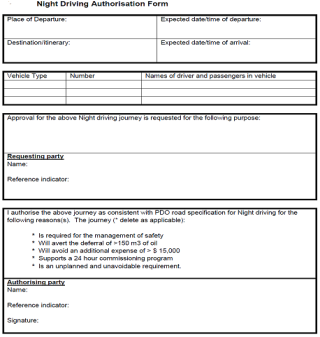 Night Driving Authorisation Form
Place of Departure: Expected date/time of departure:
Destination/itinerary: Expected date/time of arrival:
Vehicle Type Number Names of driver and passengers in vehicle
Approval for the above Night driving journey is requested for the following purpose:
Requesting party
Name:
Reference indicator:
I authorise the above journey as consistent with PDO road specification for Night driving for the
following reasons(s). The journey (* delete as applicable):
* Is required for the management of safety
* Will avert the deferral of >150 m3 of oil
* Will avoid an additional expense of > $ 15,000
* Supports a 24 hour commissioning program
* Is an unplanned and unavoidable requirement.
Authorising party
Name:
Reference indicator:
Signature: